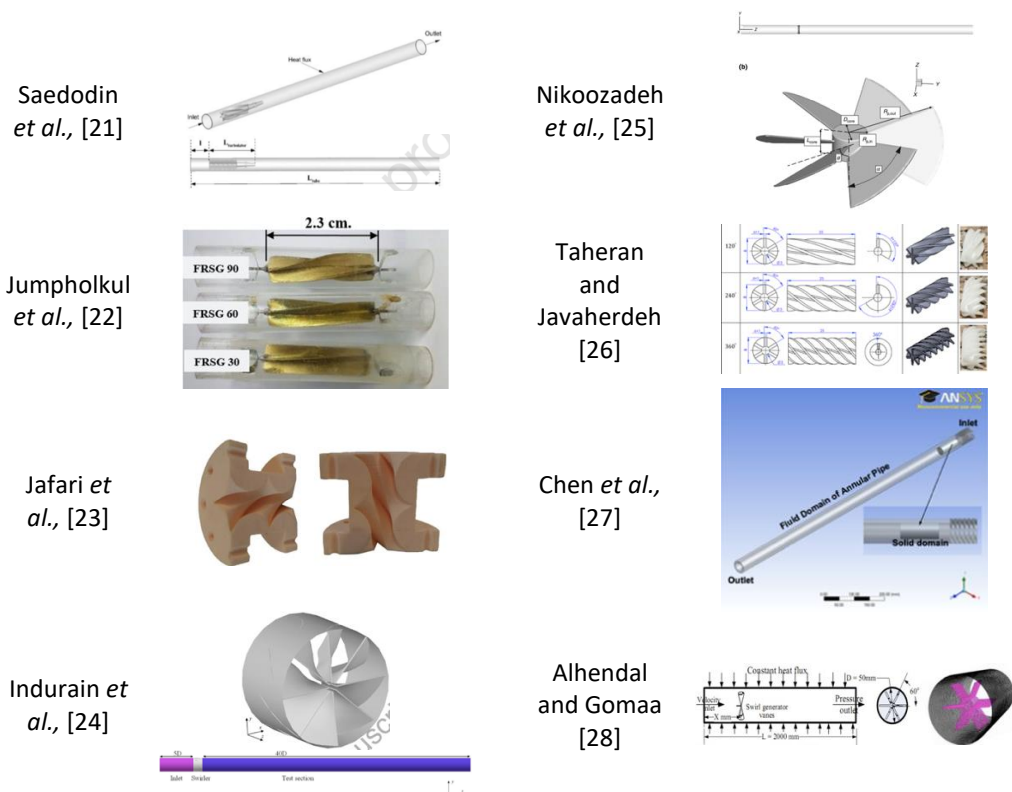 Saedodin
et al., [21]
Outlet
Heat flux
Inlet
pro
Jumpholkul
et al., [22]
2.3 cm.
FRSG 90
FRSG 60
FRSG 30
Jafari et
al., [23]
Indurain et
al., [24]
5D
40D
Inlet
Swirler
Test section
Nikoozadeh
et al., [25]
(b)
Z
Y
X
Taheran
and
Javaherdeh
[26]
120°
240°
360°
Chen et al.,
[27]
ANSYS
Inlet
Fluid Domain of Annular Pipe
Solid domain
Outlet
Alhendal
and Gomaa
[28]
Constant heat flux
D = 50mm
60°
Velocity
inlet
Swirl generator
vanes
Pressure
outlet
X mm
L = 2000 mm